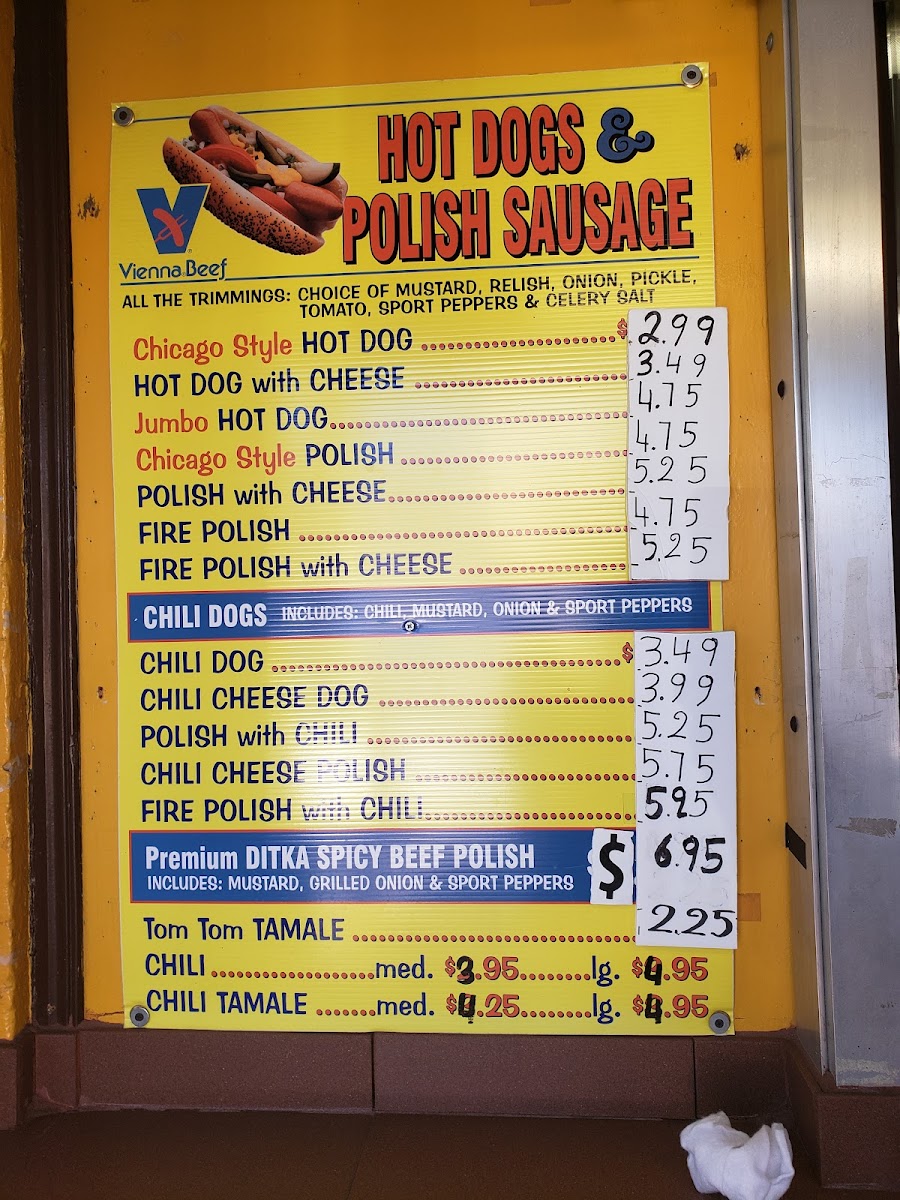 HOT DOGS &
POLISH SAUSAGE
V
Vienna Beef
ALL THE TRIMMINGS: CHOICE OF MUSTARD, RELISH, ONION, PICKLE,
TOMATO, SPORT PEPPERS & CELERY SALT
Chicago Style HOT DOG ........................ $ 2.99
HOT DOG with CHEESE ........................ 3.49
Jumbo HOT DOG ........................ 4.75
Chicago Style POLISH ........................ 4.75
POLISH with CHEESE ........................ 5.25
FIRE POLISH ........................ 4.75
FIRE POLISH with CHEESE ........................ 5.25
CHILI DOGS INCLUDES: CHILI, MUSTARD, ONION & SPORT PEPPERS
CHILI DOG ........................ $ 3.49
CHILI CHEESE DOG ........................ 3.99
POLISH with CHILI ........................ 5.25
CHILI CHEESE POLISH ........................ 5.75
FIRE POLISH with CHILI ........................ 5.25
Premium DITKA SPICY BEEF POLISH $ 6.95
INCLUDES: MUSTARD, GRILLED ONION & SPORT PEPPERS
Tom Tom TAMALE ........................ 2.25
CHILI ............ med. $3.95 ......... lg. $4.95
CHILI TAMALE ....... med. $4.25 ......... lg. $4.95